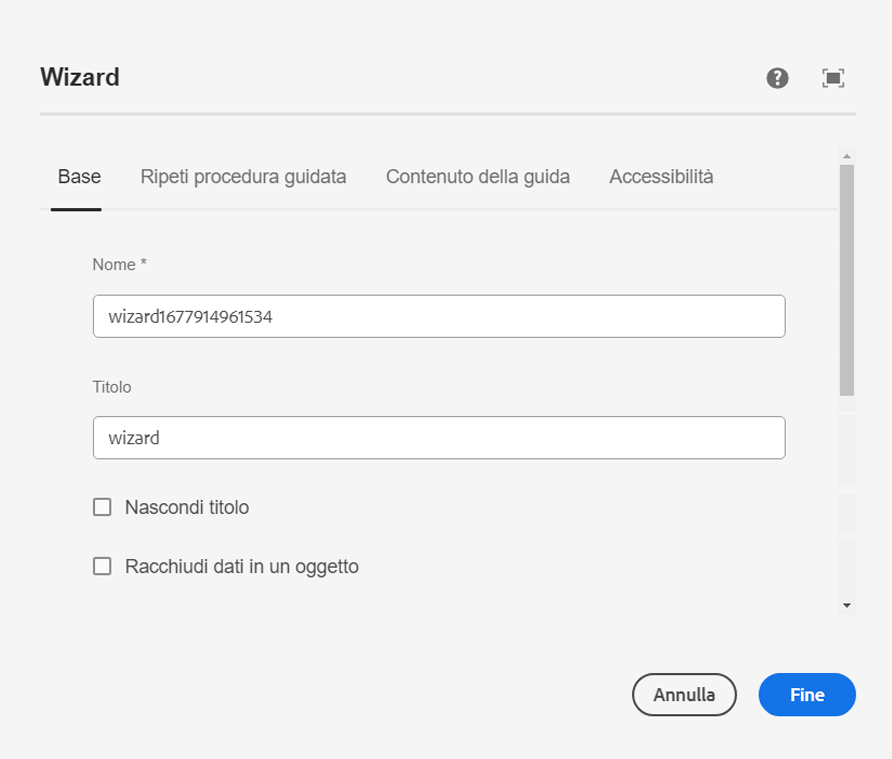 Wizard
Base Ripeti procedura guidata Contenuto della guida Accessibilità
Nome *
wizard1677914961534
Titolo
wizard
Nascondi titolo
Racchiudi dati in un oggetto
Annulla Fine